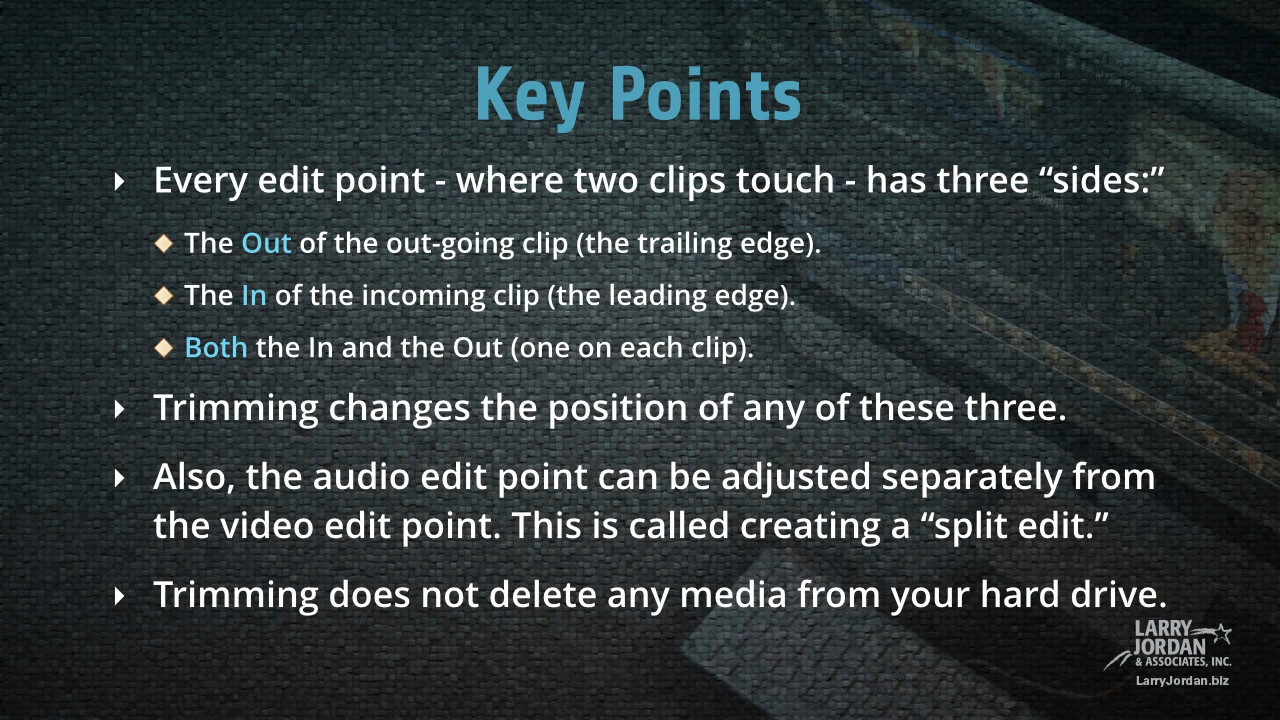 Key Points
Every edit point - where two clips touch - has three “sides:”
The Out of the out-going clip (the trailing edge).
The In of the incoming clip (the leading edge).
Both the In and the Out (one on each clip).
Trimming changes the position of any of these three.
Also, the audio edit point can be adjusted separately from
the video edit point. This is called creating a “split edit.”
Trimming does not delete any media from your hard drive.
LARRY
JORDAN
& ASSOCIATES, INC.
LarryJordan.biz